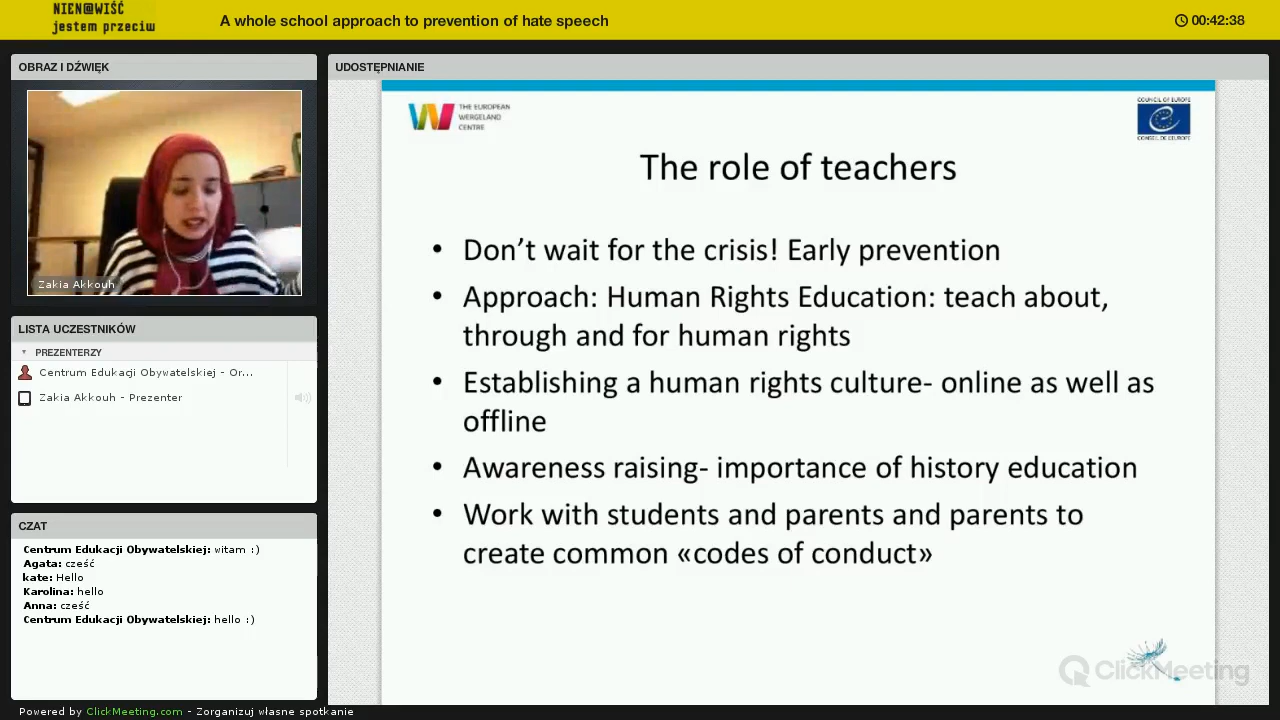 NIEN@WIŚĆ
jestem przeciw
A whole school approach to prevention of hate speech
00:42:38
OBRAZ I DŹWIĘK
Zakia Akkouh
LISTA UCZESTNIKÓW
PREZENTERZY
Centrum Edukacji Obywatelskiej - Or...
Zakia Akkouh - Prezenter
CZAT
Centrum Edukacji Obywatelskiej: witam :)
Agata: cześć
kate: Hello
Karolina: hello
Anna: cześć
Centrum Edukacji Obywatelskiej: hello :)
UDOSTĘPNIANIE
THE EUROPEAN
WERGELAND
CENTRE
COUNCIL OF EUROPE
CONSEIL DE L'EUROPE
The role of teachers
• Don’t wait for the crisis! Early prevention
• Approach: Human Rights Education: teach about,
through and for human rights
• Establishing a human rights culture- online as well as
offline
• Awareness raising- importance of history education
• Work with students and parents and parents to
create common «codes of conduct»
ClickMeeting
Powered by ClickMeeting.com - Zorganizuj własne spotkanie